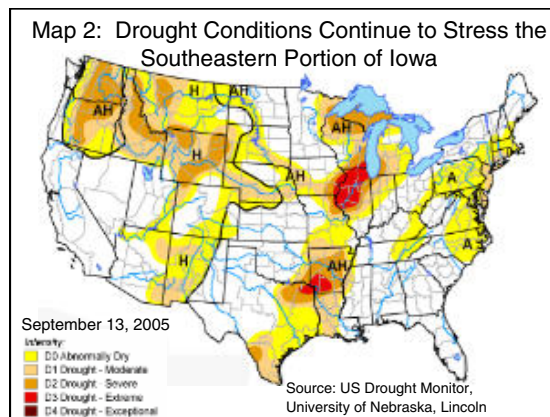 Map 2: Drought Conditions Continue to Stress the
Southeastern Portion of Iowa
H
AH
AH
AH
H
AH
A
A
H
AH
September 13, 2005
Intensity:
D0 Abnormally Dry
D1 Drought - Moderate
D2 Drought - Severe
D3 Drought - Extreme
D4 Drought - Exceptional
Source: US Drought Monitor,
University of Nebraska, Lincoln